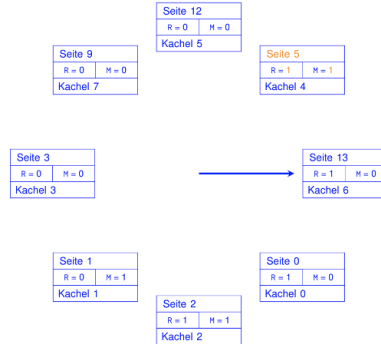 Seite 12
R = 0 M = 0
Kachel 5
Seite 9
R = 0 M = 0
Kachel 7
Seite 5
R = 1 M = 1
Kachel 4
Seite 3
R = 0 M = 0
Kachel 3
Seite 13
R = 1 M = 0
Kachel 6
Seite 1
R = 0 M = 1
Kachel 1
Seite 0
R = 1 M = 0
Kachel 0
Seite 2
R = 1 M = 1
Kachel 2